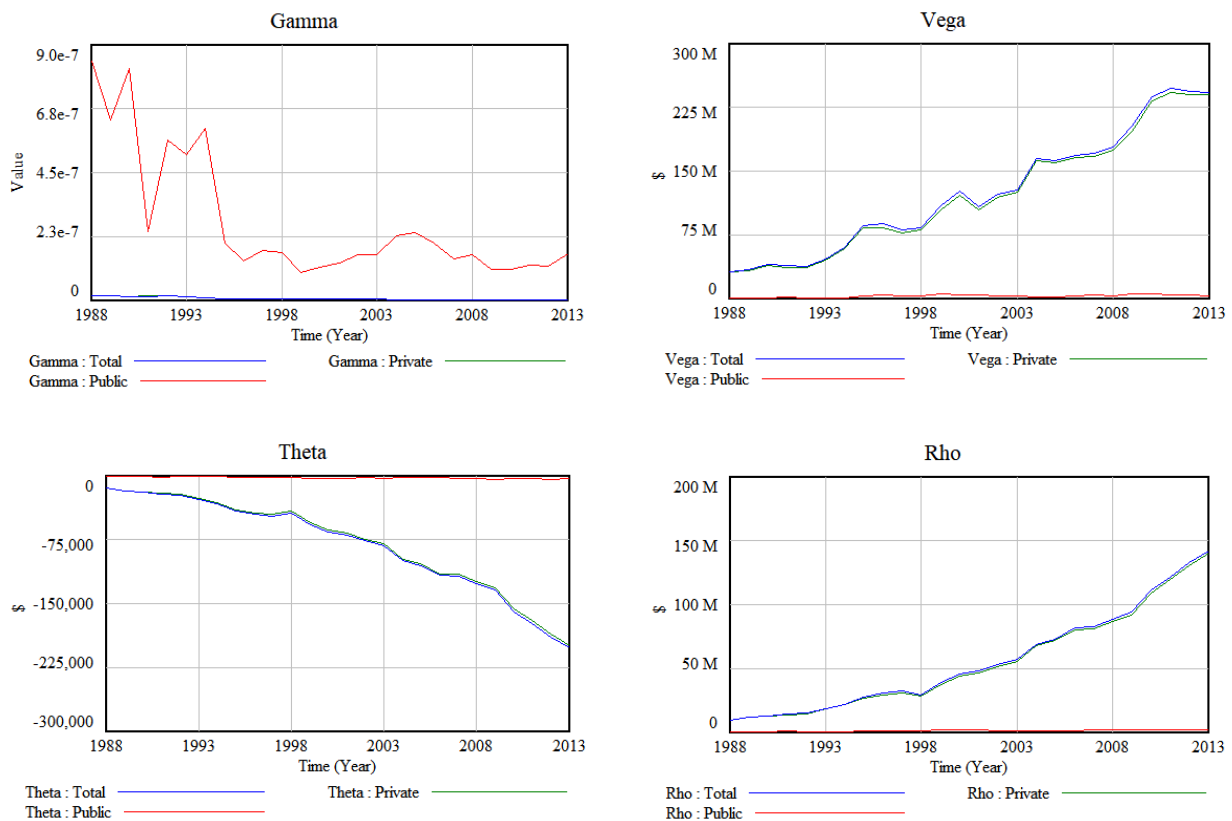 Gamma
9.0e-7
6.8e-7
4.5e-7
2.3e-7
0
Value
1988 1993 1998 2003 2008 2013
Time (Year)
Gamma : Total
Gamma : Private
Gamma : Public
Vega
300 M
225 M
150 M
75 M
0
$
1988 1993 1998 2003 2008 2013
Time (Year)
Vega : Total
Vega : Private
Vega : Public
Theta
0
-75,000
-150,000
-225,000
-300,000
$
1988 1993 1998 2003 2008 2013
Time (Year)
Theta : Total
Theta : Private
Theta : Public
Rho
200 M
150 M
100 M
50 M
0
$
1988 1993 1998 2003 2008 2013
Time (Year)
Rho : Total
Rho : Private
Rho : Public